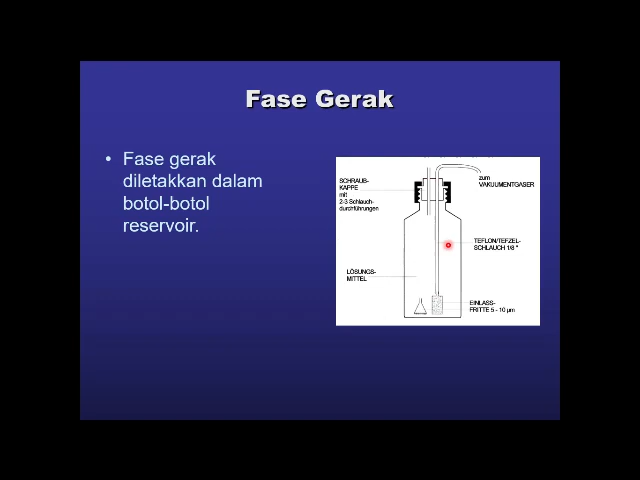 Fase Gerak
• Fase gerak
diletakkan dalam
botol-botol
reservoir.
SCHRAUB-
KAPPE
mit
2-3 Schlauch-
durchführungen
zum
VAKUUMENTGASER
TEFLON/TEFZEL-
SCHLAUCH 1/8 "
LÖSUNGS-
MITTEL
EINLASS-
FRITTE 5 - 10 µm